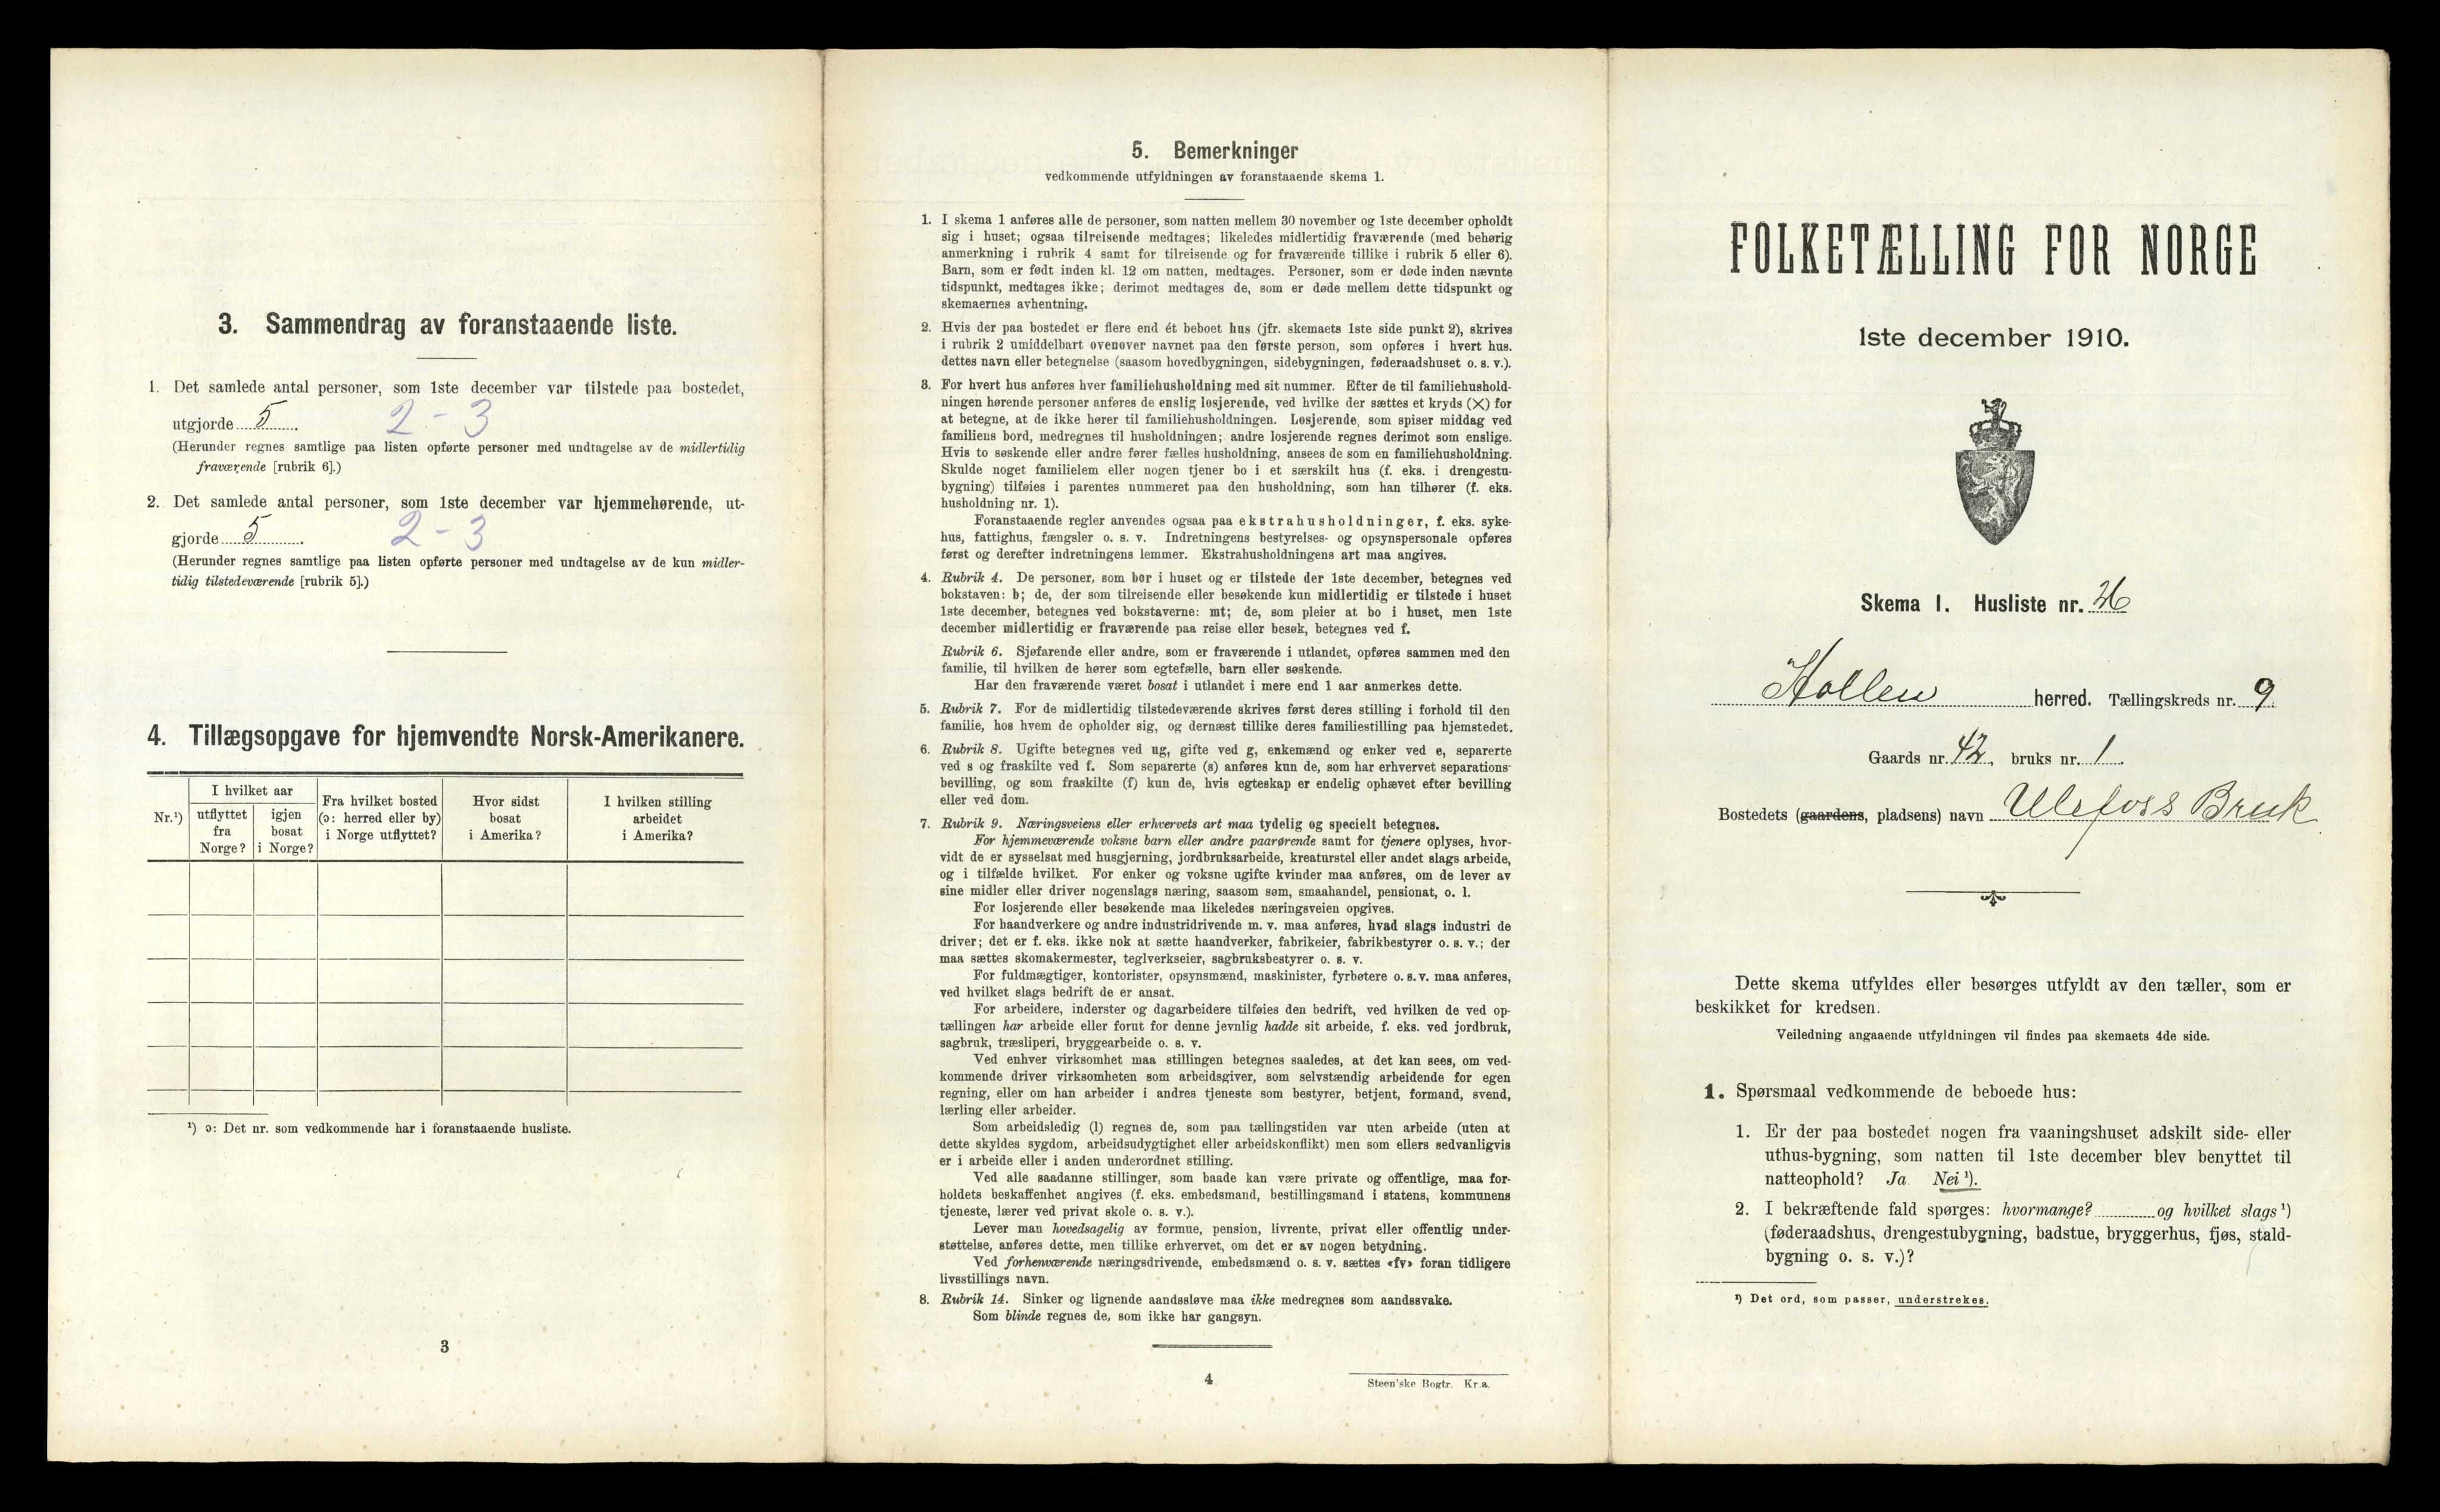 3. Sammendrag av foranstaaende liste.
1. Det samlede antal personer, som 1ste december var tilstede paa bostedet,
utgjorde 5. 2 - 3
(Herunder regnes samtlige paa listen opførte personer med undtagelse av de midlertidig
fraværende [rubrik 6].)
2. Det samlede antal personer, som 1ste december var hjemmehørende, ut-
gjorde 5. 2 - 3
(Herunder regnes samtlige paa listen opførte personer med undtagelse av de kun midler-
tidig tilstedeværende [rubrik 5].)
4. Tillægsopgave for hjemvendte Norsk-Amerikanere.
Nr.¹)
I hvilket aar
utflyttet
fra
Norge?
igjen
bosat
i Norge?
Fra hvilket bosted
(ɔ: herred eller by)
i Norge utflyttet?
Hvor sidst
bosat
i Amerika?
I hvilken stilling
arbeidet
i Amerika?
¹) ɔ: Det nr. som vedkommende har i foranstaaende husliste.
3
5. Bemerkninger
vedkommende utfyldningen av foranstaaende skema 1.
1. I skema 1 anføres alle de personer, som natten mellem 30 november og 1ste december opholdt
sig i huset; ogsaa tilreisende medtages; likeledes midlertidig fraværende (med behørig
anmerkning i rubrik 4 samt for tilreisende og for fraværende tillike i rubrik 5 eller 6).
Barn, som er født inden kl. 12 om natten, medtages. Personer, som er døde inden nævnte
tidspunkt, medtages ikke; derimot medtages de, som er døde mellem dette tidspunkt og
skemaernes avhentning.
2. Hvis der paa bostedet er flere end ét beboet hus (jfr. skemaets 1ste side punkt 2), skrives
i rubrik 2 umiddelbart ovenover navnet paa den første person, som opføres i hvert hus.
dettes navn eller betegnelse (saasom hovedbygningen, sidebygningen, føderaadshuset o. s. v.).
3. For hvert hus anføres hver familiehusholdning med sit nummer. Efter de til familiehushold-
ningen hørende personer anføres de enslig losjerende, ved hvilke der sættes et kryds (×) for
at betegne, at de ikke hører til familiehusholdningen. Losjerende, som spiser middag ved
familiens bord, medregnes til husholdningen; andre losjerende regnes derimot som enslige.
Hvis to søskende eller andre fører fælles husholdning, ansees de som en familiehusholdning.
Skulde noget familielem eller nogen tjener bo i et særskilt hus (f. eks. i drengestu-
bygning) tilføies i parentes nummeret paa den husholdning, som han tilhører (f. eks.
husholdning nr. 1).
Foranstaaende regler anvendes ogsaa paa ekstrahusholdninger, f. eks. syke-
hus, fattighus, fængsler o. s. v. Indretningens bestyrelses- og opsynspersonale opføres
først og derefter indretningens lemmer. Ekstrahusholdningens art maa angives.
4. Rubrik 4. De personer, som bor i huset og er tilstede der 1ste december, betegnes ved
bokstaven: b; de, der som tilreisende eller besøkende kun midlertidig er tilstede i huset
1ste december, betegnes ved bokstaverne: mt; de, som pleier at bo i huset, men 1ste
december midlertidig er fraværende paa reise eller besøk, betegnes ved f.
Rubrik 6. Sjøfarende eller andre, som er fraværende i utlandet, opføres sammen med den
familie, til hvilken de hører som egtefælle, barn eller søskende.
Har den fraværende været bosat i utlandet i mere end 1 aar anmerkes dette.
5. Rubrik 7. For de midlertidig tilstedeværende skrives først deres stilling i forhold til den
familie, hos hvem de opholder sig, og dernæst tillike deres familiestilling paa hjemstedet.
6. Rubrik 8. Ugifte betegnes ved ug, gifte ved g, enkemænd og enker ved e, separerte
ved s og fraskilte ved f. Som separerte (s) anføres kun de, som har erhvervet separations-
bevilling, og som fraskilte (f) kun de, hvis egteskap er endelig ophævet efter bevilling
eller ved dom.
7. Rubrik 9. Næringsveiens eller erhvervets art maa tydelig og specielt betegnes.
For hjemmeværende voksne barn eller andre paarørende samt for tjenere oplyses, hvor-
vidt de er sysselsat med husgjerning, jordbruksarbeide, kreaturstel eller andet slags arbeide,
og i tilfælde hvilket. For enker og voksne ugifte kvinder maa anføres, om de lever av
sine midler eller driver nogenslags næring, saasom søm, smaahandel, pensionat, o. l.
For losjerende eller besøkende maa likeledes næringsveien opgives.
For haandverkere og andre industridrivende m. v. maa anføres, hvad slags industri de
driver; det er f. eks. ikke nok at sætte haandverker, fabrikeier, fabrikbestyrer o. s. v.; der
maa sættes skomakermester, teglverkseier, sagbruksbestyrer o. s. v.
For fuldmægtiger, kontorister, opsynsmænd, maskinister, fyrbøtere o. s. v. maa anføres,
ved hvilket slags bedrift de er ansat.
For arbeidere, inderster og dagarbeidere tilføies den bedrift, ved hvilken de ved op-
tællingen har arbeide eller forut for denne jevnlig hadde sit arbeide, f. eks. ved jordbruk,
sagbruk, træsliperi, bryggearbeide o. s. v.
Ved enhver virksomhet maa stillingen betegnes saaledes, at det kan sees, om ved-
kommende driver virksomheten som arbeidsgiver, som selvstændig arbeidende for egen
regning, eller om han arbeider i andres tjeneste som bestyrer, betjent, formand, svend,
lærling eller arbeider.
Som arbeidsledig (l) regnes de, som paa tællingstiden var uten arbeide (uten at
dette skyldes sygdom, arbeidsudygtighet eller arbeidskonflikt) men som ellers sedvanligvis
er i arbeide eller i anden underordnet stilling.
Ved alle saadanne stillinger, som baade kan være private og offentlige, maa for-
holdets beskaffenhet angives (f. eks. embedsmand, bestillingsmand i statens, kommunens
tjeneste, lærer ved privat skole o. s. v.).
Lever man hovedsagelig av formue, pension, livrente, privat eller offentlig under-
støttelse, anføres dette, men tillike erhvervet, om det er av nogen betydning.
Ved forhenværende næringsdrivende, embedsmænd o. s. v. sættes «fv» foran tidligere
livsstillings navn.
8. Rubrik 14. Sinker og lignende aandssløve maa ikke medregnes som aandssvake.
Som blinde regnes de, som ikke har gangsyn.
4
Steen'ske Bogtr. Kr.a.
FOLKETÆLLING FOR NORGE
1ste december 1910.
Skema I. Husliste nr. 26
Hollen herred. Tællingskreds nr. 9
Gaards nr. 42, bruks nr. 1.
Bostedets (gaardens, pladsens) navn Ulefoss Bruk
Dette skema utfyldes eller besørges utfyldt av den tæller, som er
beskikket for kredsen.
Veiledning angaaende utfyldningen vil findes paa skemaets 4de side.
1. Spørsmaal vedkommende de beboede hus:
1. Er der paa bostedet nogen fra vaaningshuset adskilt side- eller
uthus-bygning, som natten til 1ste december blev benyttet til
natteophold? Ja Nei ¹).
2. I bekræftende fald spørges: hvormange? og hvilket slags ¹)
(føderaadshus, drengestubygning, badstue, bryggerhus, fjøs, stald-
bygning o. s. v.)?
¹) Det ord, som passer, understrekes.